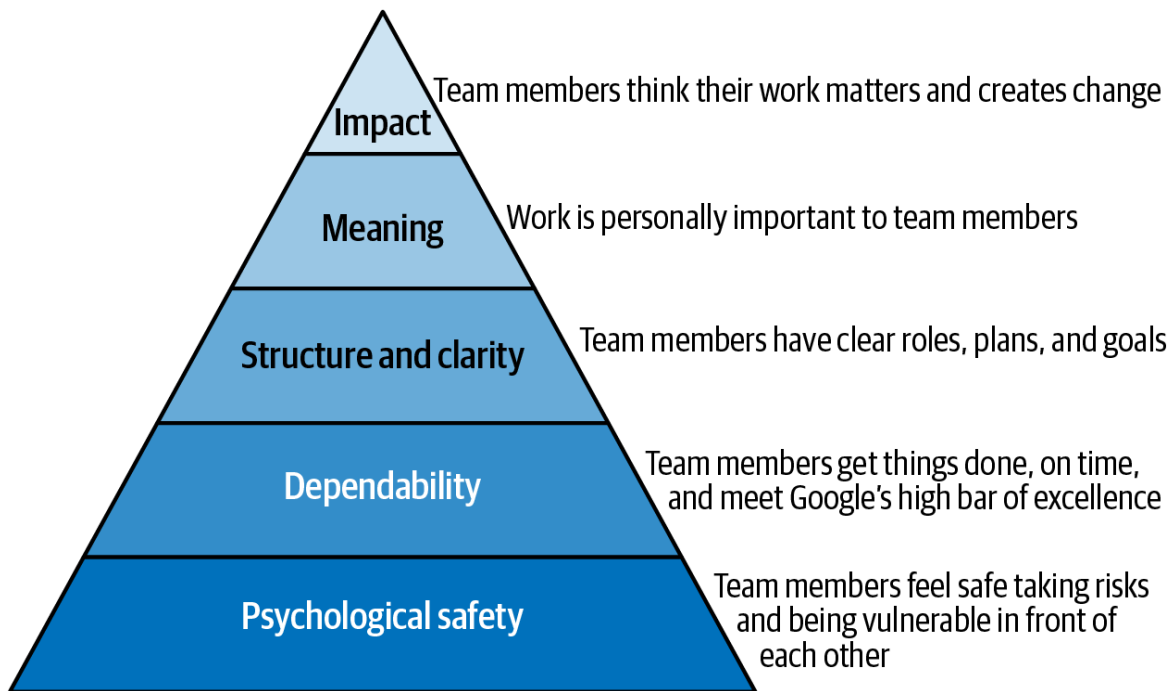 Team members think their work matters and creates change
Impact
Meaning
Work is personally important to team members
Structure and clarity
Team members have clear roles, plans, and goals
Dependability
Team members get things done, on time,
and meet Google’s high bar of excellence
Psychological safety
Team members feel safe taking risks
and being vulnerable in front of
each other